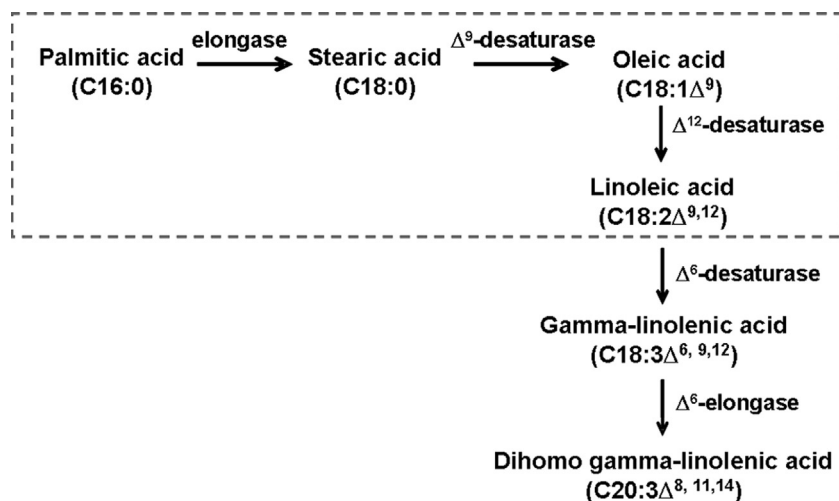 Palmitic acid elongase Stearic acid Δ⁹-desaturase Oleic acid
(C16:0) (C18:0) (C18:1Δ⁹)
Δ¹²-desaturase
Linoleic acid
(C18:2Δ⁹,¹²)
Δ⁶-desaturase
Gamma-linolenic acid
(C18:3Δ⁶, ⁹,¹²)
Δ⁶-elongase
Dihomo gamma-linolenic acid
(C20:3Δ⁸, ¹¹,¹⁴)